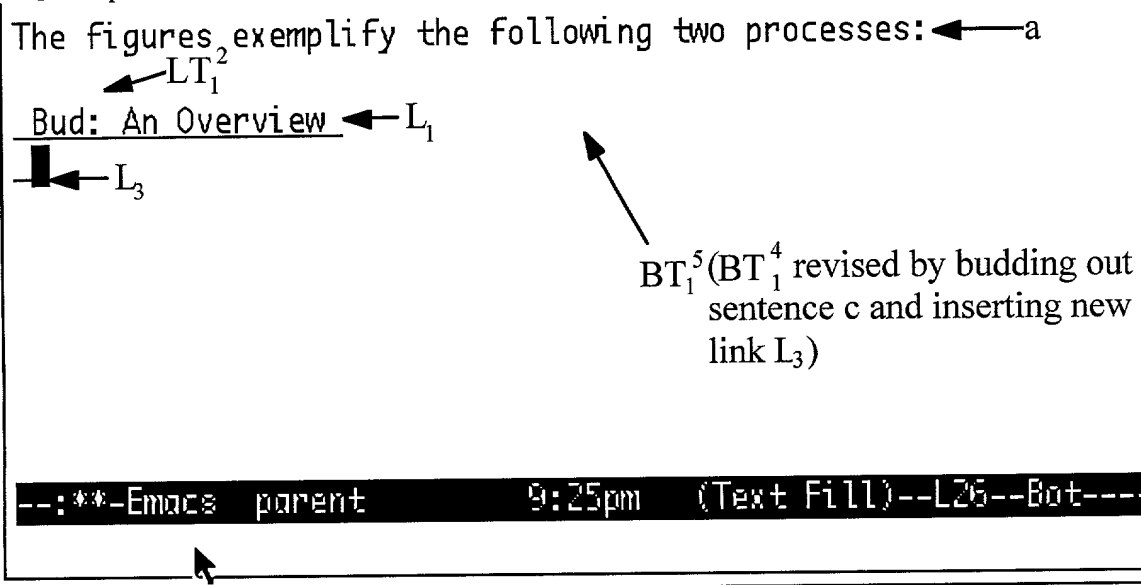 The figures exemplify the following two processes: a
LT₁²
Bud: An Overview L₁
L₃
BT₁⁵ (BT₁⁴ revised by budding out
sentence c and inserting new
link L₃)
--:**-Emacs parent 9:25pm (Text Fill)--L26--Bot----